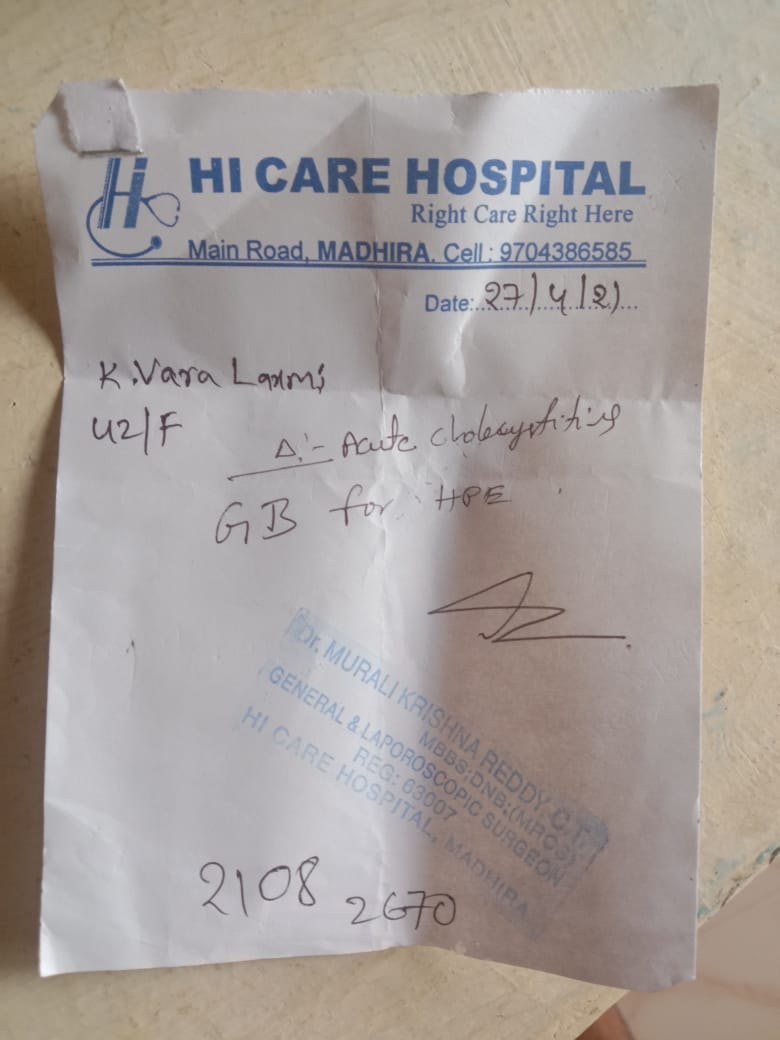 Hi
HI CARE HOSPITAL
Right Care Right Here
Main Road, MADHIRA. Cell : 9704386585
Date: 27/4/21
K. Vara Laxmi
42/F
Δ:- Acute cholecystitis
GB for HPE
Dr. MURALI KRISHNA REDDY C.
MBBS;DNB;(MRCS)
GENERAL & LAPOROSCOPIC SURGEON
REG: 63007
HI CARE HOSPITAL, MADHIRA
2108 2670